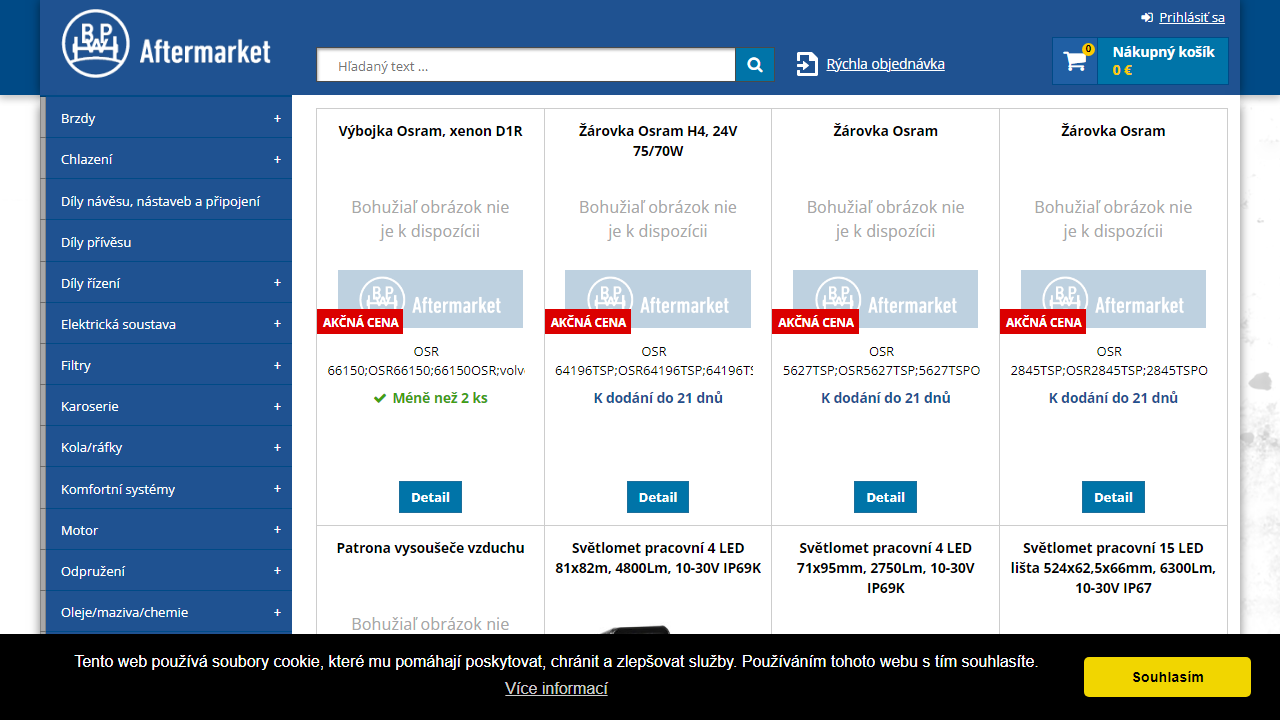 BPW Aftermarket
Prihlásiť sa
Hľadaný text ...
Rýchla objednávka
0
Nákupný košík
0 €
Brzdy +
Chlazení +
Díly návěsu, nástaveb a připojení
Díly přívěsu
Díly řízení +
Elektrická soustava +
Filtry +
Karoserie +
Kola/ráfky +
Komfortní systémy +
Motor +
Odpružení +
Oleje/maziva/chemie +
Výbojka Osram, xenon D1R
Bohužiaľ obrázok nie
je k dispozícii
BPW Aftermarket
AKČNÁ CENA
OSR
66150;OSR66150;66150OSR;volvo
Méně než 2 ks
Detail
Žárovka Osram H4, 24V
75/70W
Bohužiaľ obrázok nie
je k dispozícii
BPW Aftermarket
AKČNÁ CENA
OSR
64196TSP;OSR64196TSP;64196TS
K dodání do 21 dnů
Detail
Žárovka Osram
Bohužiaľ obrázok nie
je k dispozícii
BPW Aftermarket
AKČNÁ CENA
OSR
5627TSP;OSR5627TSP;5627TSPO
K dodání do 21 dnů
Detail
Žárovka Osram
Bohužiaľ obrázok nie
je k dispozícii
BPW Aftermarket
AKČNÁ CENA
OSR
2845TSP;OSR2845TSP;2845TSPO
K dodání do 21 dnů
Detail
Patrona vysoušeče vzduchu
Bohužiaľ obrázok nie
Světlomet pracovní 4 LED
81x82m, 4800Lm, 10-30V IP69K
Světlomet pracovní 4 LED
71x95mm, 2750Lm, 10-30V
IP69K
Světlomet pracovní 15 LED
lišta 524x62,5x66mm, 6300Lm,
10-30V IP67
Tento web používá soubory cookie, které mu pomáhají poskytovat, chránit a zlepšovat služby. Používáním tohoto webu s tím souhlasíte.
Více informací
Souhlasím